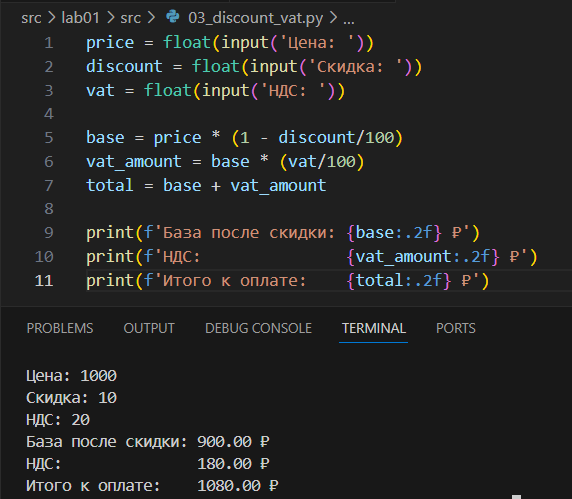 src > lab01 > src > 03_discount_vat.py > ...
1 price = float(input('Цена: '))
2 discount = float(input('Скидка: '))
3 vat = float(input('НДС: '))
4
5 base = price * (1 - discount/100)
6 vat_amount = base * (vat/100)
7 total = base + vat_amount
8
9 print(f'База после скидки: {base:.2f} ₽')
10 print(f'НДС:               {vat_amount:.2f} ₽')
11 print(f'Итого к оплате:    {total:.2f} ₽')
PROBLEMS OUTPUT DEBUG CONSOLE TERMINAL PORTS
Цена: 1000
Скидка: 10
НДС: 20
База после скидки: 900.00 ₽
НДС:               180.00 ₽
Итого к оплате:    1080.00 ₽